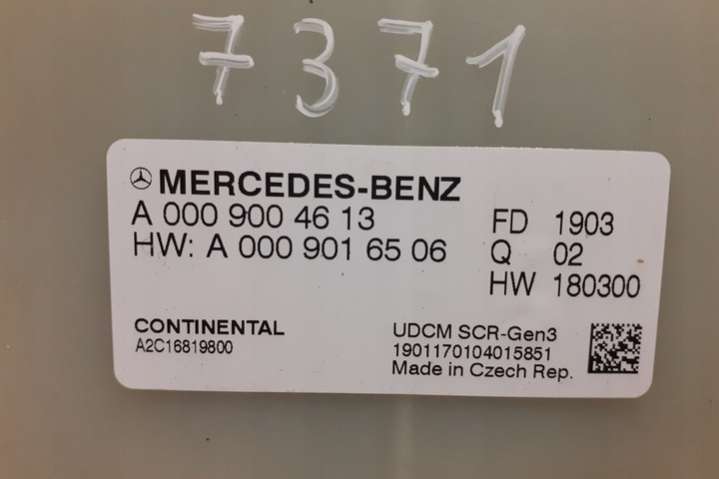 7371
MERCEDES-BENZ
A 000 900 46 13
HW: A 000 901 65 06
FD 1903
Q 02
HW 180300
CONTINENTAL
A2C16819800
UDCM SCR-Gen3
1901170104015851
Made in Czech Rep.